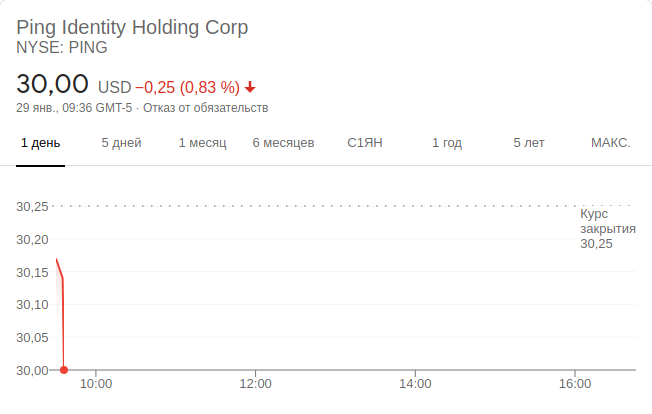 Ping Identity Holding Corp
NYSE: PING
30,00 USD −0,25 (0,83 %)
29 янв., 09:36 GMT-5 · Отказ от обязательств
1 день 5 дней 1 месяц 6 месяцев С1ЯН 1 год 5 лет МАКС.
30,25
Курс
закрытия
30,25
30,20
30,15
30,10
30,05
30,00
10:00 12:00 14:00 16:00